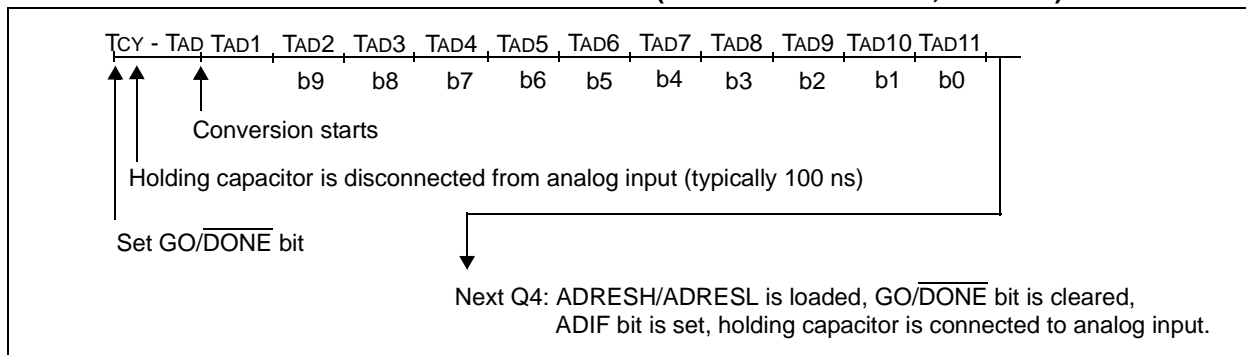 TCY - TAD TAD1 TAD2 TAD3 TAD4 TAD5 TAD6 TAD7 TAD8 TAD9 TAD10 TAD11
b9 b8 b7 b6 b5 b4 b3 b2 b1 b0
Conversion starts
Holding capacitor is disconnected from analog input (typically 100 ns)
Set GO/DONE bit
Next Q4: ADRESH/ADRESL is loaded, GO/DONE bit is cleared,
ADIF bit is set, holding capacitor is connected to analog input.